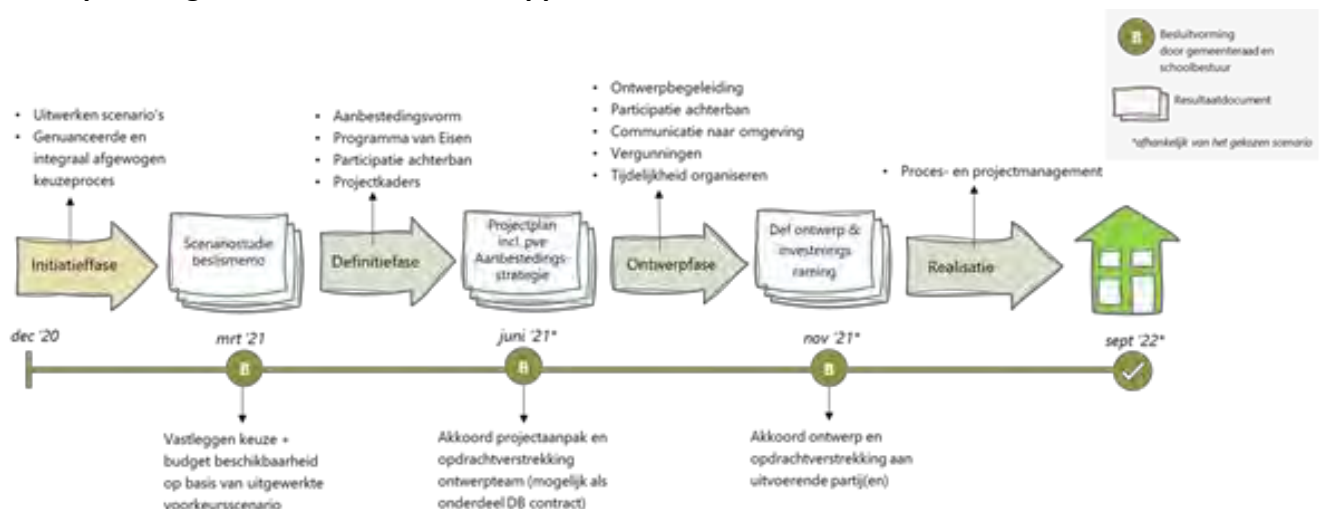 B
Besluitvorming
door gemeenteraad en
schoolbestuur
Resultaatdocument
*afhankelijk van het gekozen scenario
• Uitwerken scenario's
• Genuanceerde en
integraal afgewogen
keuzeproces
• Aanbestedingsvorm
• Programma van Eisen
• Participatie achterban
• Projectkaders
• Ontwerpbegeleiding
• Participatie achterban
• Communicatie naar omgeving
• Vergunningen
• Tijdelijkheid organiseren
• Proces- en projectmanagement
Initiatieffase
Scenariostudie
beslismemo
Definitiefase
Projectplan
incl. pve
Aanbestedings-
strategie
Ontwerpfase
Def ontwerp &
investerings
raming
Realisatie
dec '20
mrt '21
juni '21*
nov '21*
sept '22*
B
B
B
Vastleggen keuze +
budget beschikbaarheid
op basis van uitgewerkte
voorkeursscenario
Akkoord projectaanpak en
opdrachtverstrekking
ontwerpteam (mogelijk als
onderdeel DB contract)
Akkoord ontwerp en
opdrachtverstrekking aan
uitvoerende partij(en)